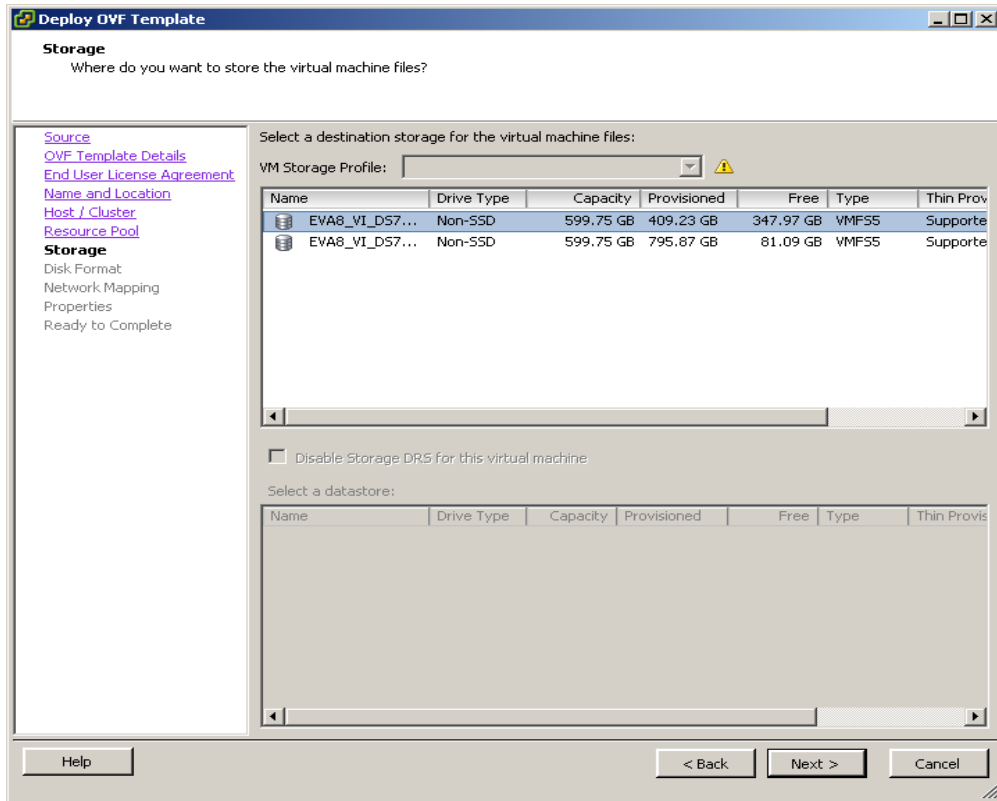 Deploy OVF Template
Storage
Where do you want to store the virtual machine files?
Source
OVF Template Details
End User License Agreement
Name and Location
Host / Cluster
Resource Pool
Storage
Disk Format
Network Mapping
Properties
Ready to Complete
Select a destination storage for the virtual machine files:
VM Storage Profile:
Name Drive Type Capacity Provisioned Free Type Thin Prov
EVA8_VI_DS7... Non-SSD 599.75 GB 409.23 GB 347.97 GB VMFS5 Supporte
EVA8_VI_DS7... Non-SSD 599.75 GB 795.87 GB 81.09 GB VMFS5 Supporte
Disable Storage DRS for this virtual machine
Select a datastore:
Name Drive Type Capacity Provisioned Free Type Thin Provis
Help < Back Next > Cancel